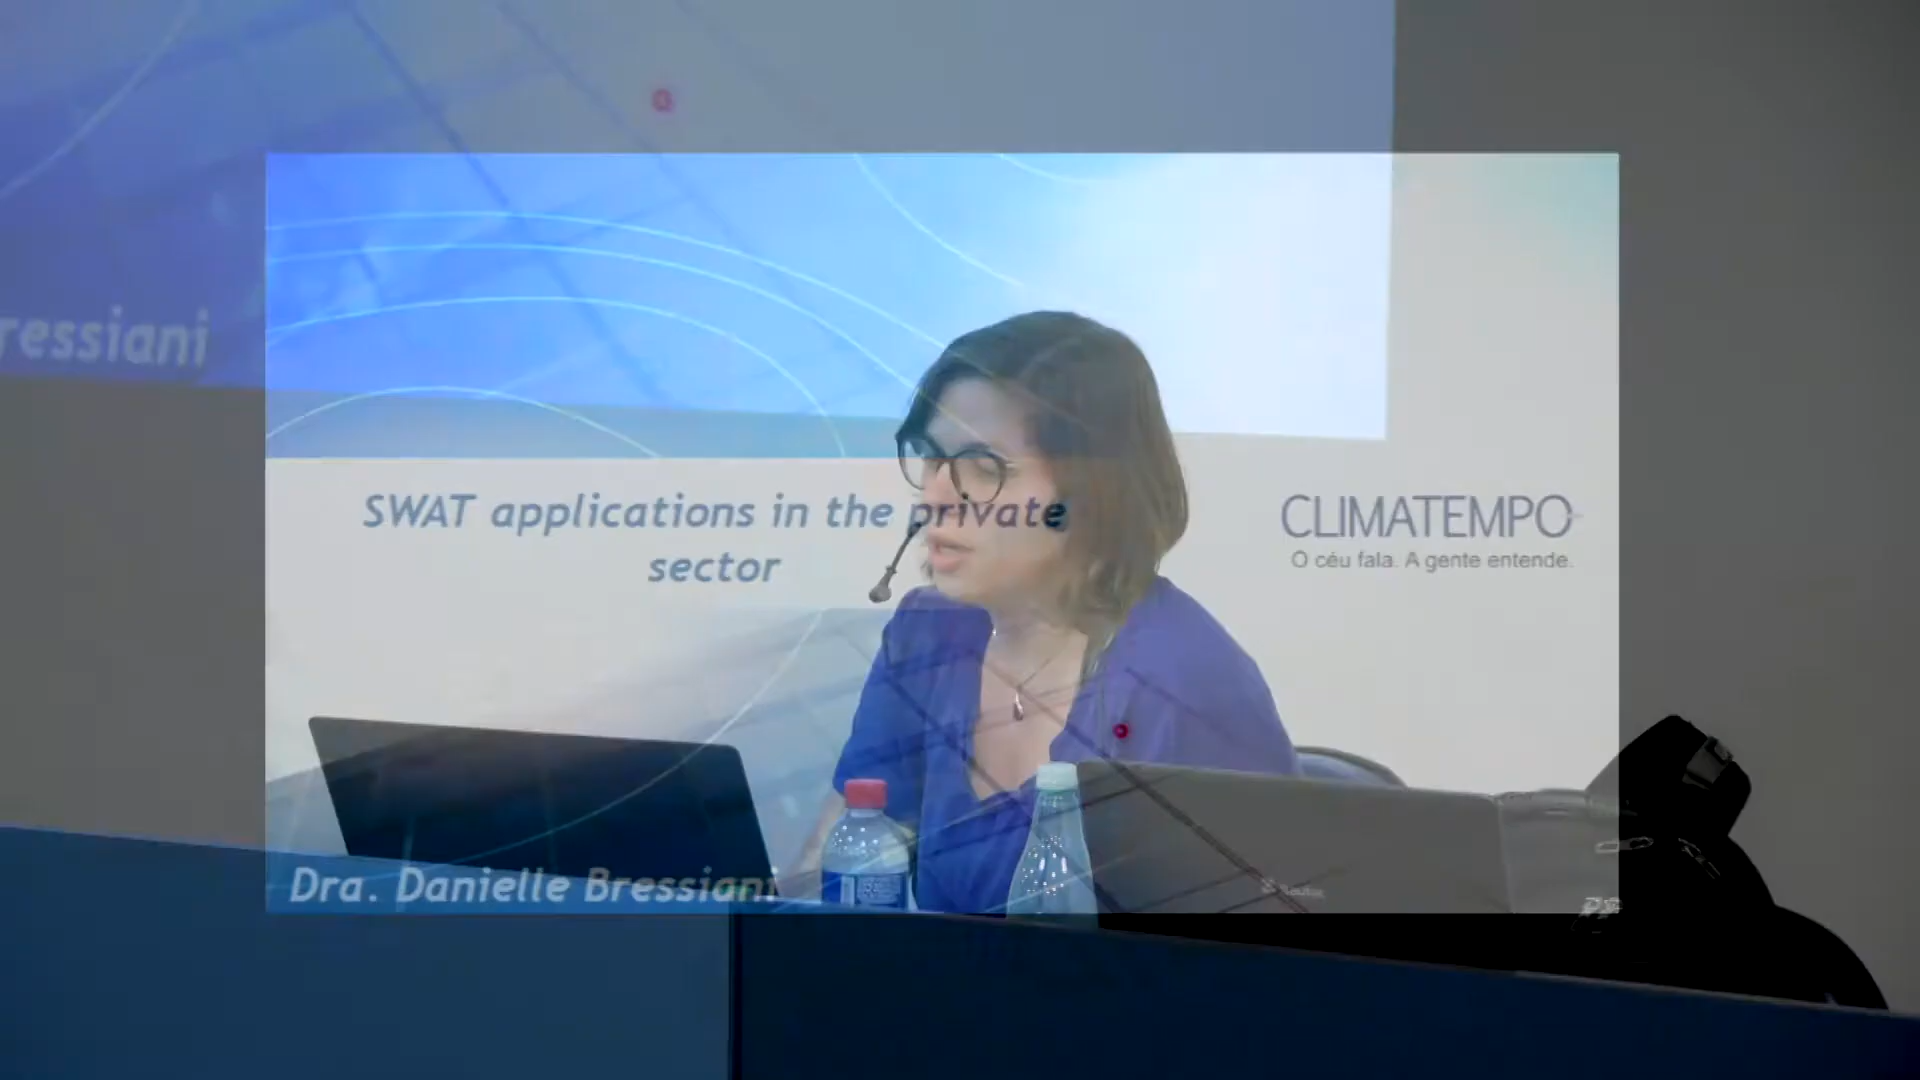 ressiani
SWAT applications in the private
sector
CLIMATEMPO
O céu fala. A gente entende.
Dra. Danielle Bressiani